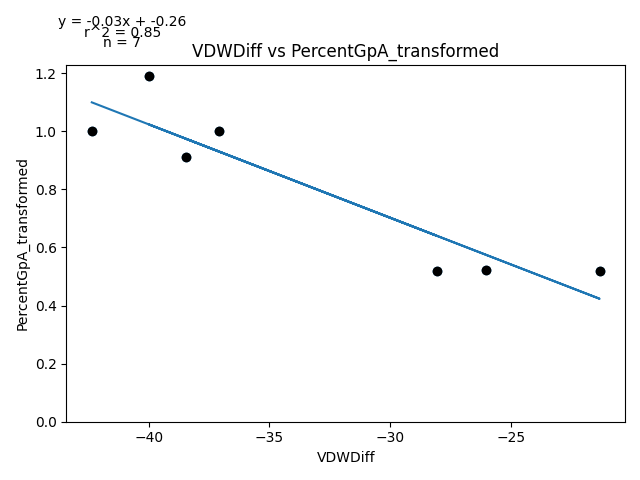 y = -0.03x + -0.26
r^2 = 0.85
n = 7
VDWDiff vs PercentGpA_transformed
1.2
1.0
0.8
0.6
0.4
0.2
0.0
PercentGpA_transformed
−40
−35
−30
−25
VDWDiff